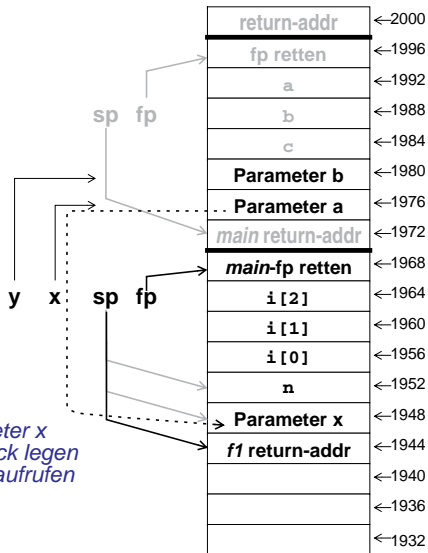 return-addr ←2000
fp retten ←1996
a ←1992
sp fp b ←1988
c ←1984
Parameter b ←1980
Parameter a ←1976
main return-addr ←1972
main-fp retten ←1968
y x sp fp i[2] ←1964
i[1] ←1960
i[0] ←1956
n ←1952
Parameter x ←1948
f1 return-addr ←1944
←1940
←1936
←1932
eter x
ck legen
aufrufen